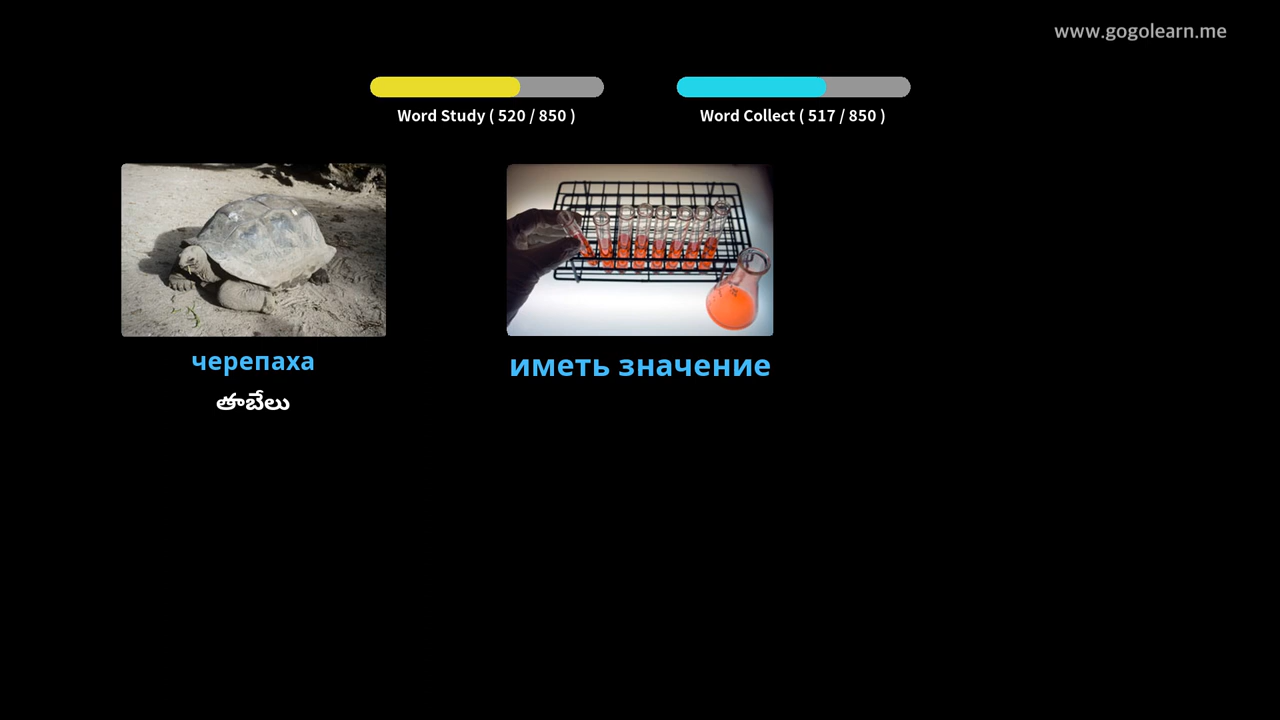 www.gogolearn.me
Word Study ( 520 / 850 )
Word Collect ( 517 / 850 )
черепаха
తాబేలు
иметь значение